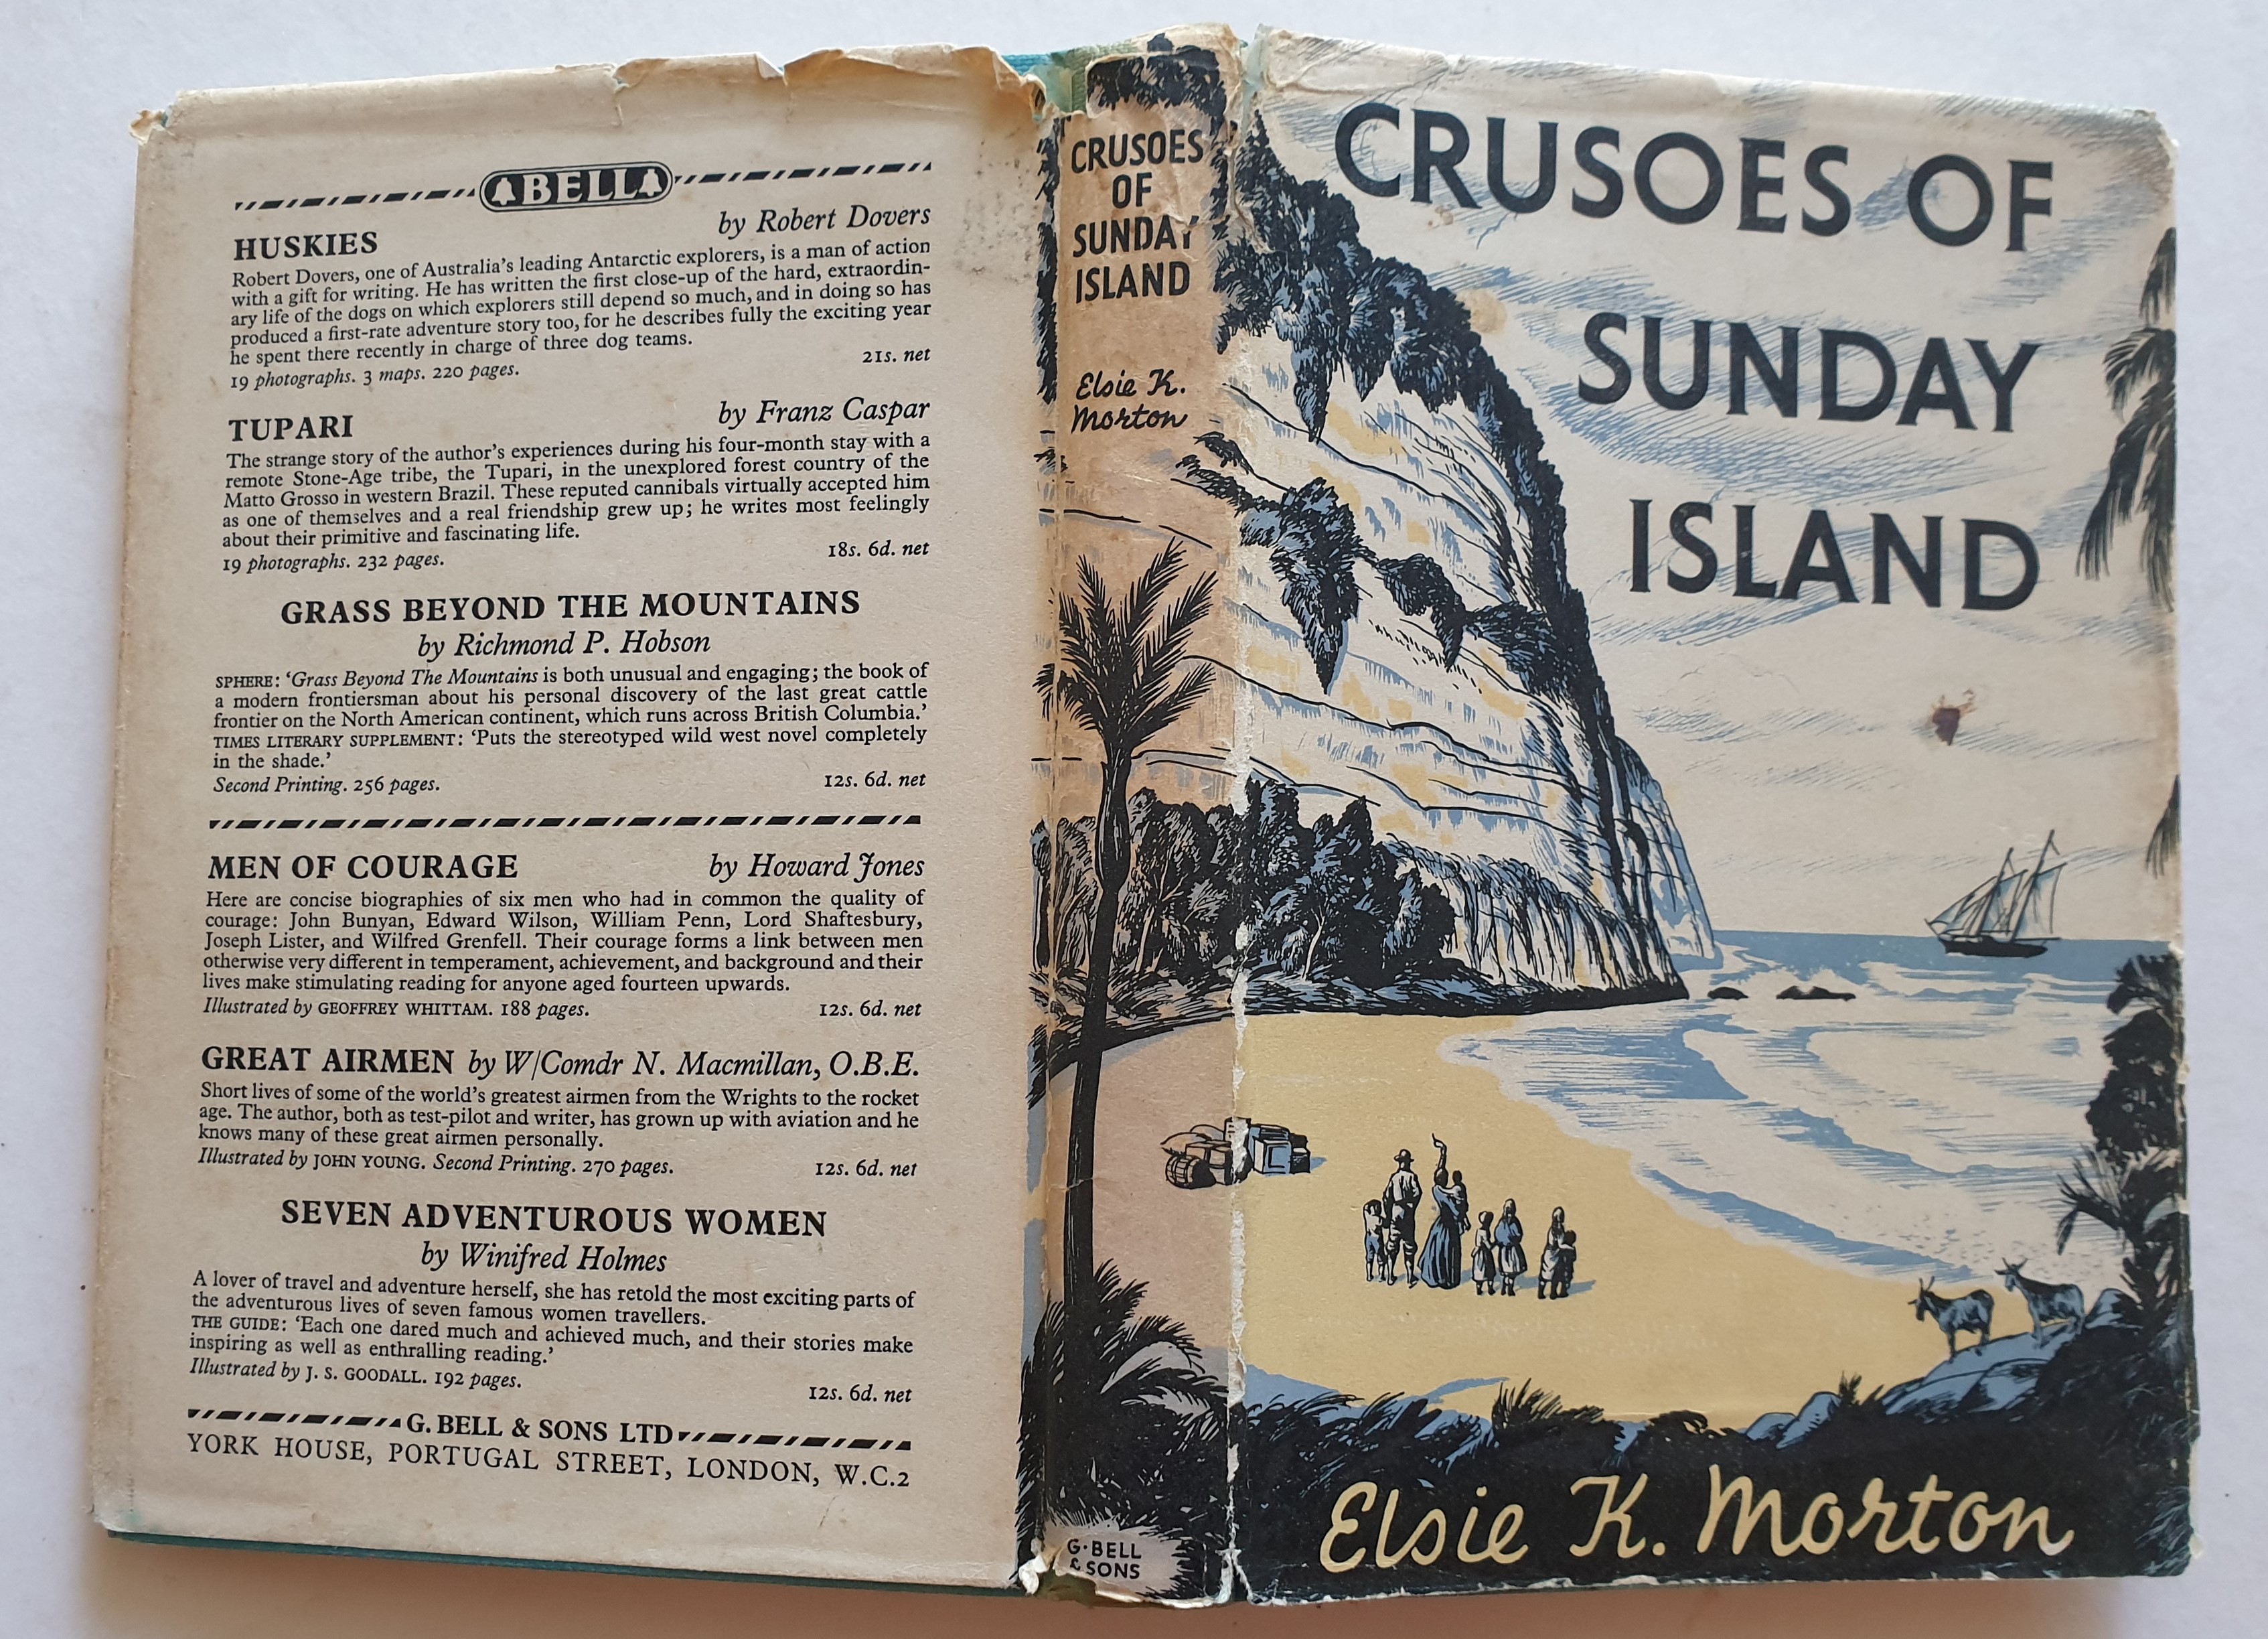 BELL
HUSKIES by Robert Dovers
Robert Dovers, one of Australia's leading Antarctic explorers, is a man of action
with a gift for writing. He has written the first close-up of the hard, extraordin-
ary life of the dogs on which explorers still depend so much, and in doing so has
produced a first-rate adventure story too, for he describes fully the exciting year
he spent there recently in charge of three dog teams.
19 photographs. 3 maps. 220 pages. 21s. net
TUPARI by Franz Caspar
The strange story of the author's experiences during his four-month stay with a
remote Stone-Age tribe, the Tupari, in the unexplored forest country of the
Matto Grosso in western Brazil. These reputed cannibals virtually accepted him
as one of themselves and a real friendship grew up; he writes most feelingly
about their primitive and fascinating life.
19 photographs. 232 pages. 18s. 6d. net
GRASS BEYOND THE MOUNTAINS
by Richmond P. Hobson
SPHERE: 'Grass Beyond The Mountains is both unusual and engaging; the book of
a modern frontiersman about his personal discovery of the last great cattle
frontier on the North American continent, which runs across British Columbia.'
TIMES LITERARY SUPPLEMENT: 'Puts the stereotyped wild west novel completely
in the shade.'
Second Printing. 256 pages. 12s. 6d. net
MEN OF COURAGE by Howard Jones
Here are concise biographies of six men who had in common the quality of
courage: John Bunyan, Edward Wilson, William Penn, Lord Shaftesbury,
Joseph Lister, and Wilfred Grenfell. Their courage forms a link between men
otherwise very different in temperament, achievement, and background and their
lives make stimulating reading for anyone aged fourteen upwards.
Illustrated by GEOFFREY WHITTAM. 188 pages. 12s. 6d. net
GREAT AIRMEN by W/Comdr N. Macmillan, O.B.E.
Short lives of some of the world's greatest airmen from the Wrights to the rocket
age. The author, both as test-pilot and writer, has grown up with aviation and he
knows many of these great airmen personally.
Illustrated by JOHN YOUNG. Second Printing. 270 pages. 12s. 6d. net
SEVEN ADVENTUROUS WOMEN
by Winifred Holmes
A lover of travel and adventure herself, she has retold the most exciting parts of
the adventurous lives of seven famous women travellers.
THE GUIDE: 'Each one dared much and achieved much, and their stories make
inspiring as well as enthralling reading.'
Illustrated by J. S. GOODALL. 192 pages. 12s. 6d. net
G. BELL & SONS LTD
YORK HOUSE, PORTUGAL STREET, LONDON, W.C.2
CRUSOES
OF
SUNDAY
ISLAND
Elsie K.
Morton
G·BELL
& SONS
CRUSOES OF
SUNDAY
ISLAND
Elsie K. Morton